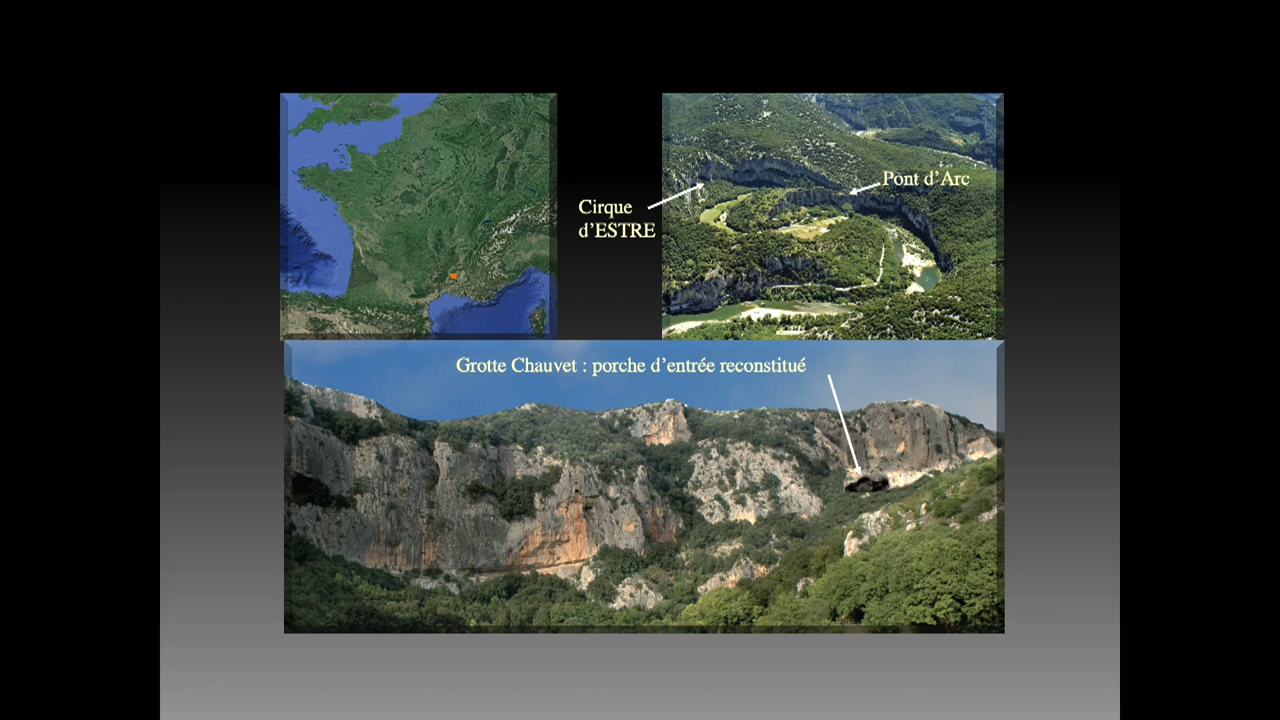 Cirque
d’ESTRE
Pont d’Arc
Grotte Chauvet : porche d’entrée reconstitué